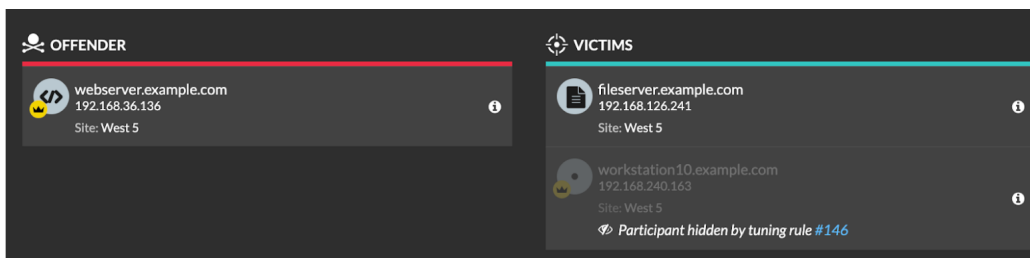 OFFENDER
webserver.example.com
192.168.36.136
Site: West 5
VICTIMS
fileserver.example.com
192.168.126.241
Site: West 5
workstation10.example.com
192.168.240.163
Site: West 5
Participant hidden by tuning rule #146